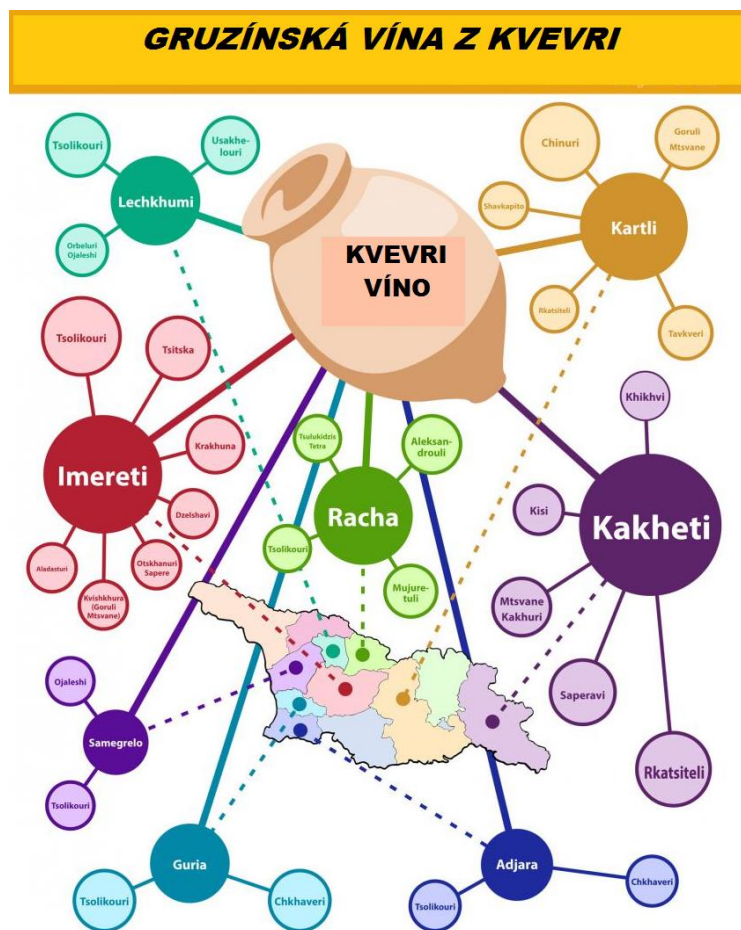 GRUZÍNSKÁ VÍNA Z KVEVRI
KVEVRI
VÍNO
Tsolikouri
Usakhe-
louri
Lechkhumi
Orbeluri
Ojaleshi
Chinuri
Goruli
Mtsvane
Shavkapito
Kartli
Rkatsiteli
Tavkveri
Tsolikouri
Tsitska
Krakhuna
Imereti
Dzelshavi
Aladasturi
Otskhanuri
Sapere
Kvishkhura
(Goruli
Mtsvane)
Tsulukidzis
Tetra
Aleksan-
drouli
Racha
Tsolikouri
Mujure-
tuli
Khikhvi
Kisi
Kakheti
Mtsvane
Kakhuri
Saperavi
Rkatsiteli
Ojaleshi
Samegrelo
Tsolikouri
Guria
Tsolikouri
Chkhaveri
Adjara
Tsolikouri
Chkhaveri